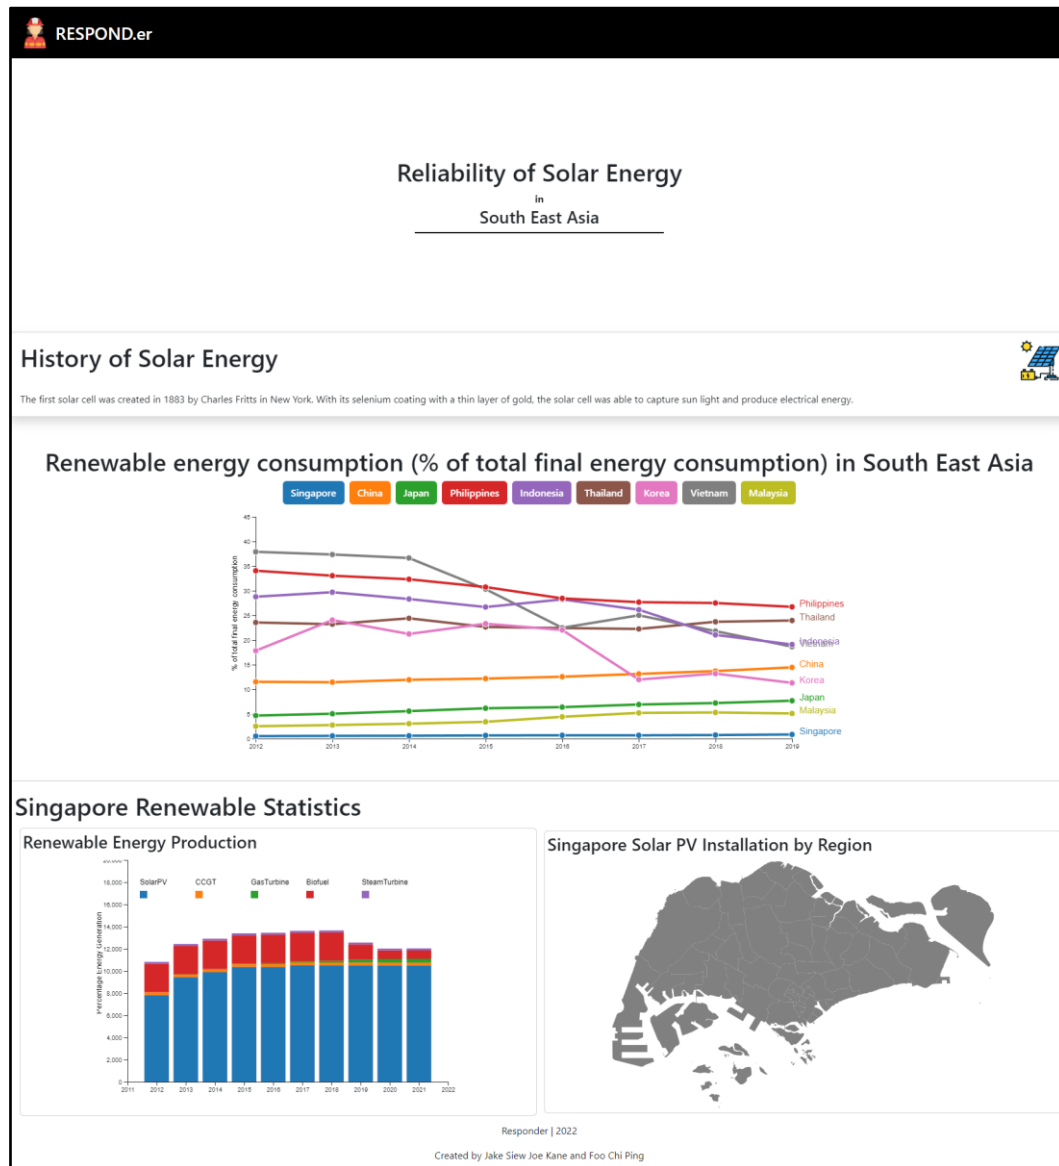 RESPOND.er
Reliability of Solar Energy
in
South East Asia
History of Solar Energy
The first solar cell was created in 1883 by Charles Fritts in New York. With its selenium coating with a thin layer of gold, the solar cell was able to capture sun light and produce electrical energy.
Renewable energy consumption (% of total final energy consumption) in South East Asia
Singapore China Japan Philippines Indonesia Thailand Korea Vietnam Malaysia
% of total final energy consumption
45
40
35
30
25
20
15
10
5
0
2012 2013 2014 2015 2016 2017 2018 2019
Philippines
Thailand
Indonesia
Vietnam
China
Korea
Japan
Malaysia
Singapore
Singapore Renewable Statistics
Renewable Energy Production
SolarPV CCGT GasTurbine Biofuel SteamTurbine
Percentage Energy Generation
20,000
18,000
16,000
14,000
12,000
10,000
8,000
6,000
4,000
2,000
0
2011 2012 2013 2014 2015 2016 2017 2018 2019 2020 2021 2022
Singapore Solar PV Installation by Region
Responder | 2022
Created by Jake Siew Joe Kane and Foo Chi Ping